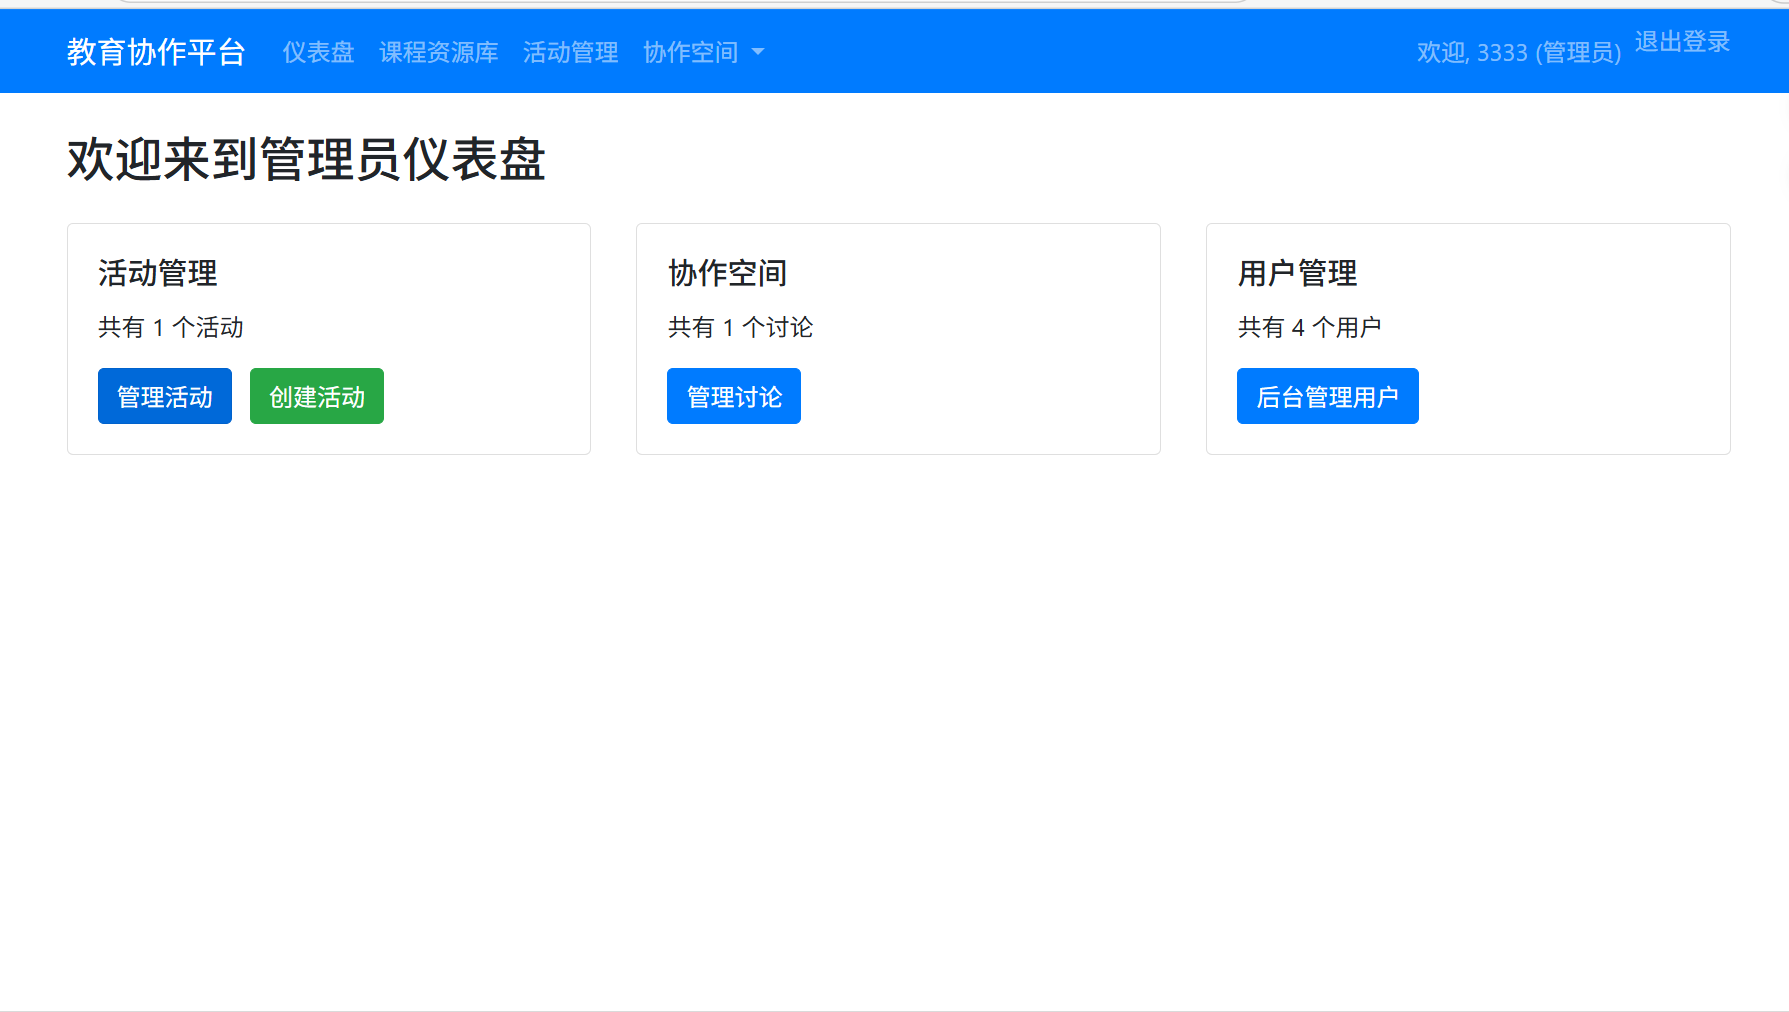 教育协作平台 仪表盘 课程资源库 活动管理 协作空间 欢迎, 3333 (管理员) 退出登录
欢迎来到管理员仪表盘
活动管理
共有 1 个活动
管理活动 创建活动
协作空间
共有 1 个讨论
管理讨论
用户管理
共有 4 个用户
后台管理用户